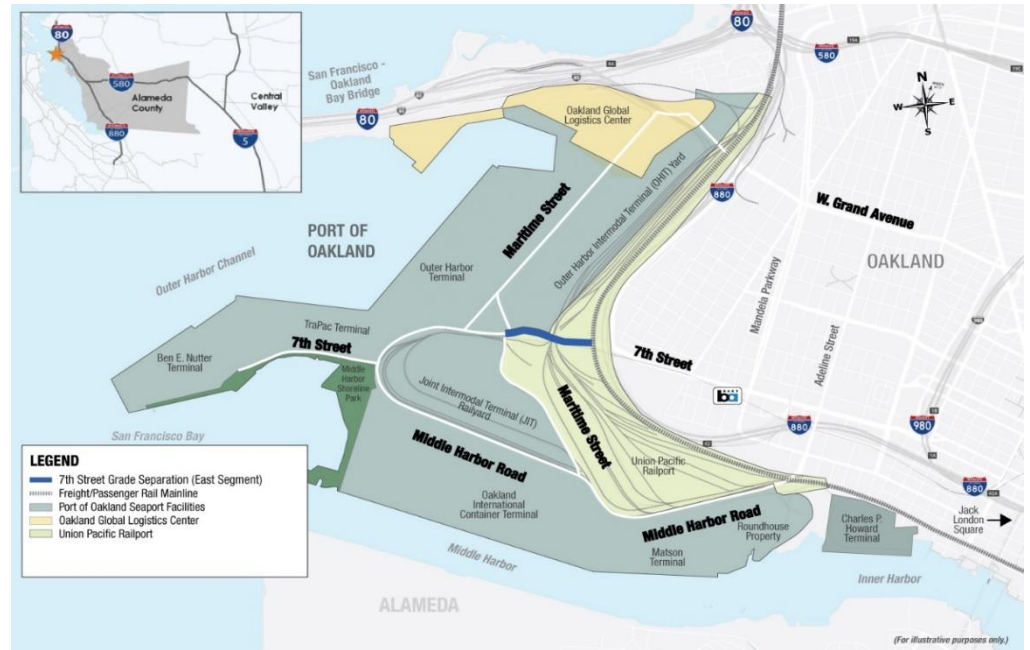 80
580
Alameda
County
Central
Valley
880
5
San Francisco -
Oakland
Bay Bridge
80
80
580
Oakland Global
Logistics Center
N
W
E
S
880
W. Grand Avenue
OAKLAND
Maritime Street
Outer Harbor Intermodal Terminal (OHIT) Yard
PORT OF
OAKLAND
Outer Harbor Channel
Outer Harbor
Terminal
Mandela Parkway
Adeline Street
TraPac Terminal
7th Street
Ben E. Nutter
Terminal
Middle
Harbor
Shoreline
Park
7th Street
Joint Intermodal Terminal (JIT)
Railyard
Maritime Street
880
980
San Francisco Bay
Middle Harbor Road
Union Pacific
Railport
880
LEGEND
7th Street Grade Separation (East Segment)
Freight/Passenger Rail Mainline
Port of Oakland Seaport Facilities
Oakland Global Logistics Center
Union Pacific Railport
Oakland
International
Container Terminal
Middle Harbor Road
Roundhouse
Property
Matson
Terminal
Charles P.
Howard
Terminal
Jack
London
Square
Middle Harbor
Inner Harbor
ALAMEDA
(For illustrative purposes only.)